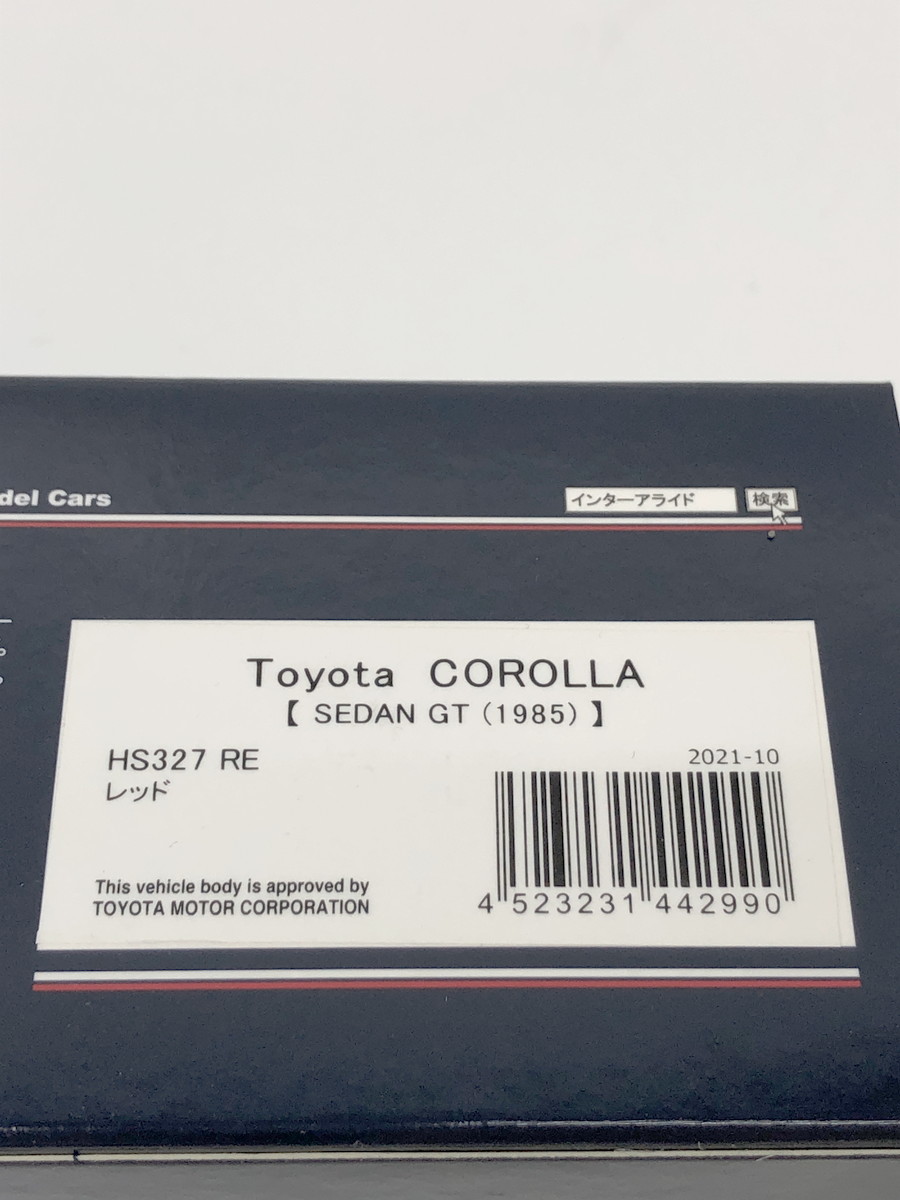 del Cars
インターアライド 検索
Toyota COROLLA
【 SEDAN GT (1985) 】
HS327 RE
2021-10
レッド
This vehicle body is approved by
TOYOTA MOTOR CORPORATION
4 523231 442990